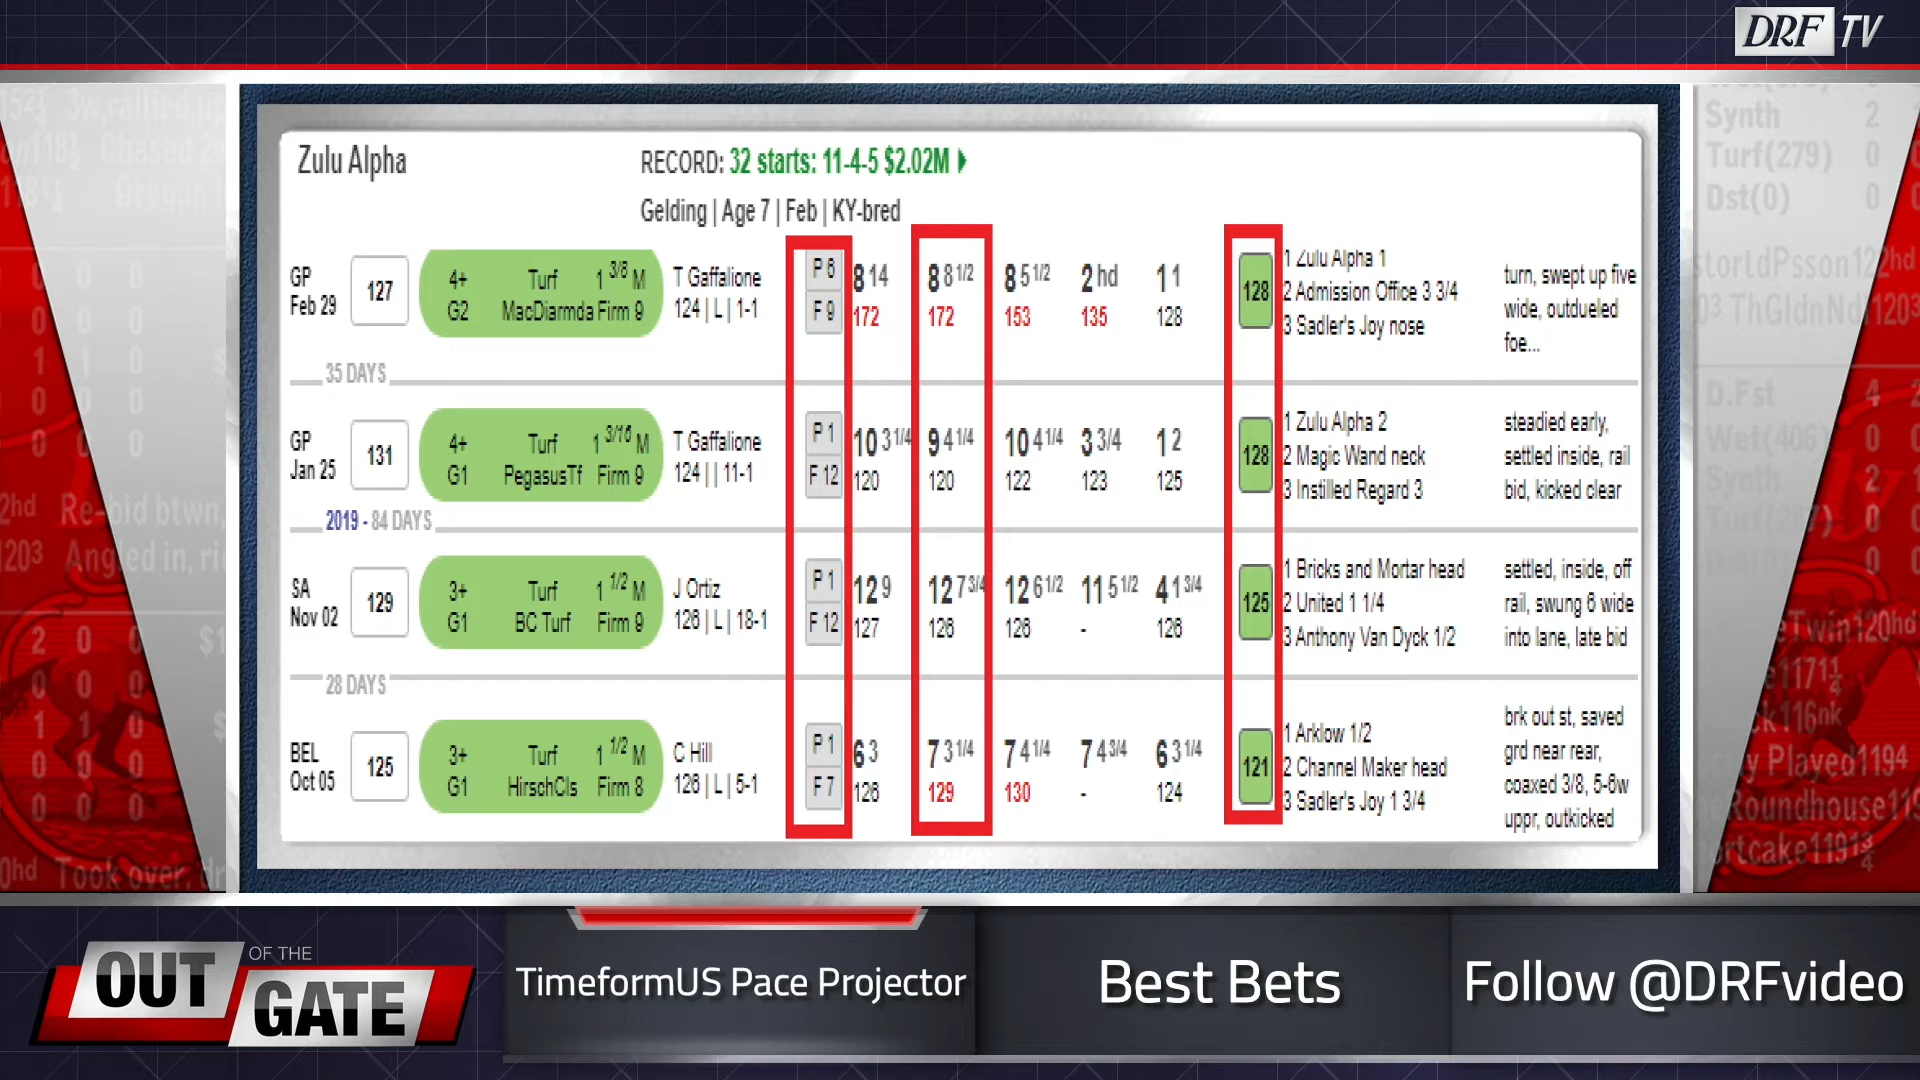 DRF TV
Zulu Alpha
RECORD: 32 starts: 11-4-5 $2.02M
Gelding | Age 7 | Feb | KY-bred
GP
Feb 29
127
4+ Turf 1 3/8 M
G2 MacDiarmda Firm 9
T Gaffalione
124 | L | 1-1
P 6
F 9
8 14 8 8 1/2 8 5 1/2 2 hd 1 1
172 172 153 135 128
128
1 Zulu Alpha 1
2 Admission Office 3 3/4
3 Sadler's Joy nose
turn, swept up five
wide, outdueled
foe...
35 DAYS
GP
Jan 25
131
4+ Turf 1 3/16 M
G1 PegasusTf Firm 9
T Gaffalione
124 | | 11-1
P 1
F 12
10 3 1/4 9 4 1/4 10 4 1/4 3 3/4 1 2
120 120 122 123 125
128
1 Zulu Alpha 2
2 Magic Wand neck
3 Instilled Regard 3
steadied early,
settled inside, rail
bid, kicked clear
2019 - 84 DAYS
SA
Nov 02
129
3+ Turf 1 1/2 M
G1 BC Turf Firm 9
J Ortiz
126 | L | 18-1
P 1
F 12
12 9 12 7 3/4 12 6 1/2 11 5 1/2 4 1 3/4
127 126 126 - 126
125
1 Bricks and Mortar head
2 United 1 1/4
3 Anthony Van Dyck 1/2
settled, inside, off
rail, swung 6 wide
into lane, late bid
28 DAYS
BEL
Oct 05
125
3+ Turf 1 1/2 M
G1 HirschCls Firm 8
C Hill
126 | L | 5-1
P 1
F 7
6 3 7 3 1/4 7 4 1/4 7 4 3/4 6 3 1/4
126 129 130 - 124
121
1 Arklow 1/2
2 Channel Maker head
3 Sadler's Joy 1 3/4
brk out st, saved
grd near rear,
coaxed 3/8, 5-6w
uppr, outkicked
OUT OF THE GATE
TimeformUS Pace Projector
Best Bets
Follow @DRFvideo